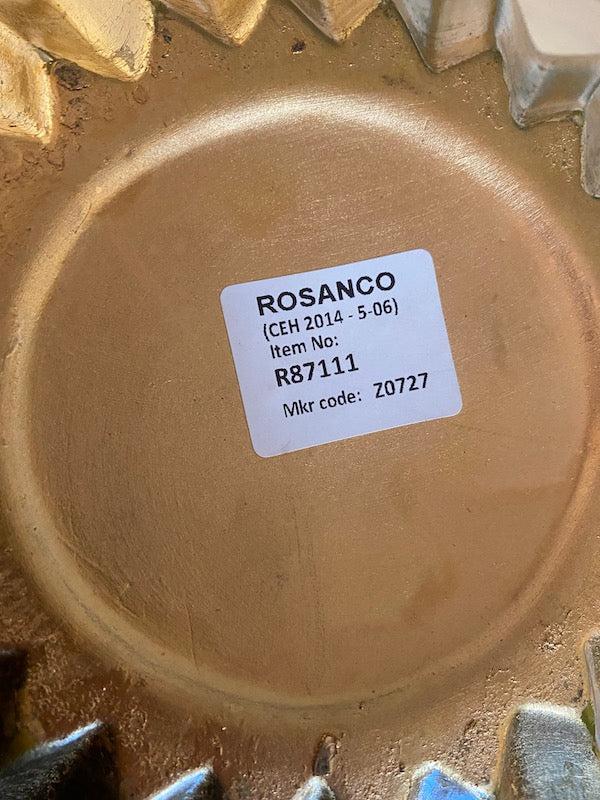 ROSANCO
(CEH 2014 - 5-06)
Item No:
R87111
Mkr code: Z0727